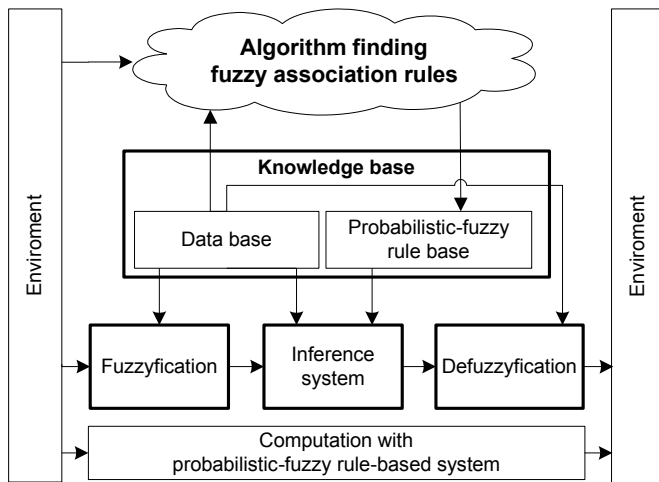 Algorithm finding
fuzzy association rules
Enviroment
Enviroment
Knowledge base
Data base
Probabilistic-fuzzy
rule base
Fuzzyfication
Inference
system
Defuzzyfication
Computation with
probabilistic-fuzzy rule-based system